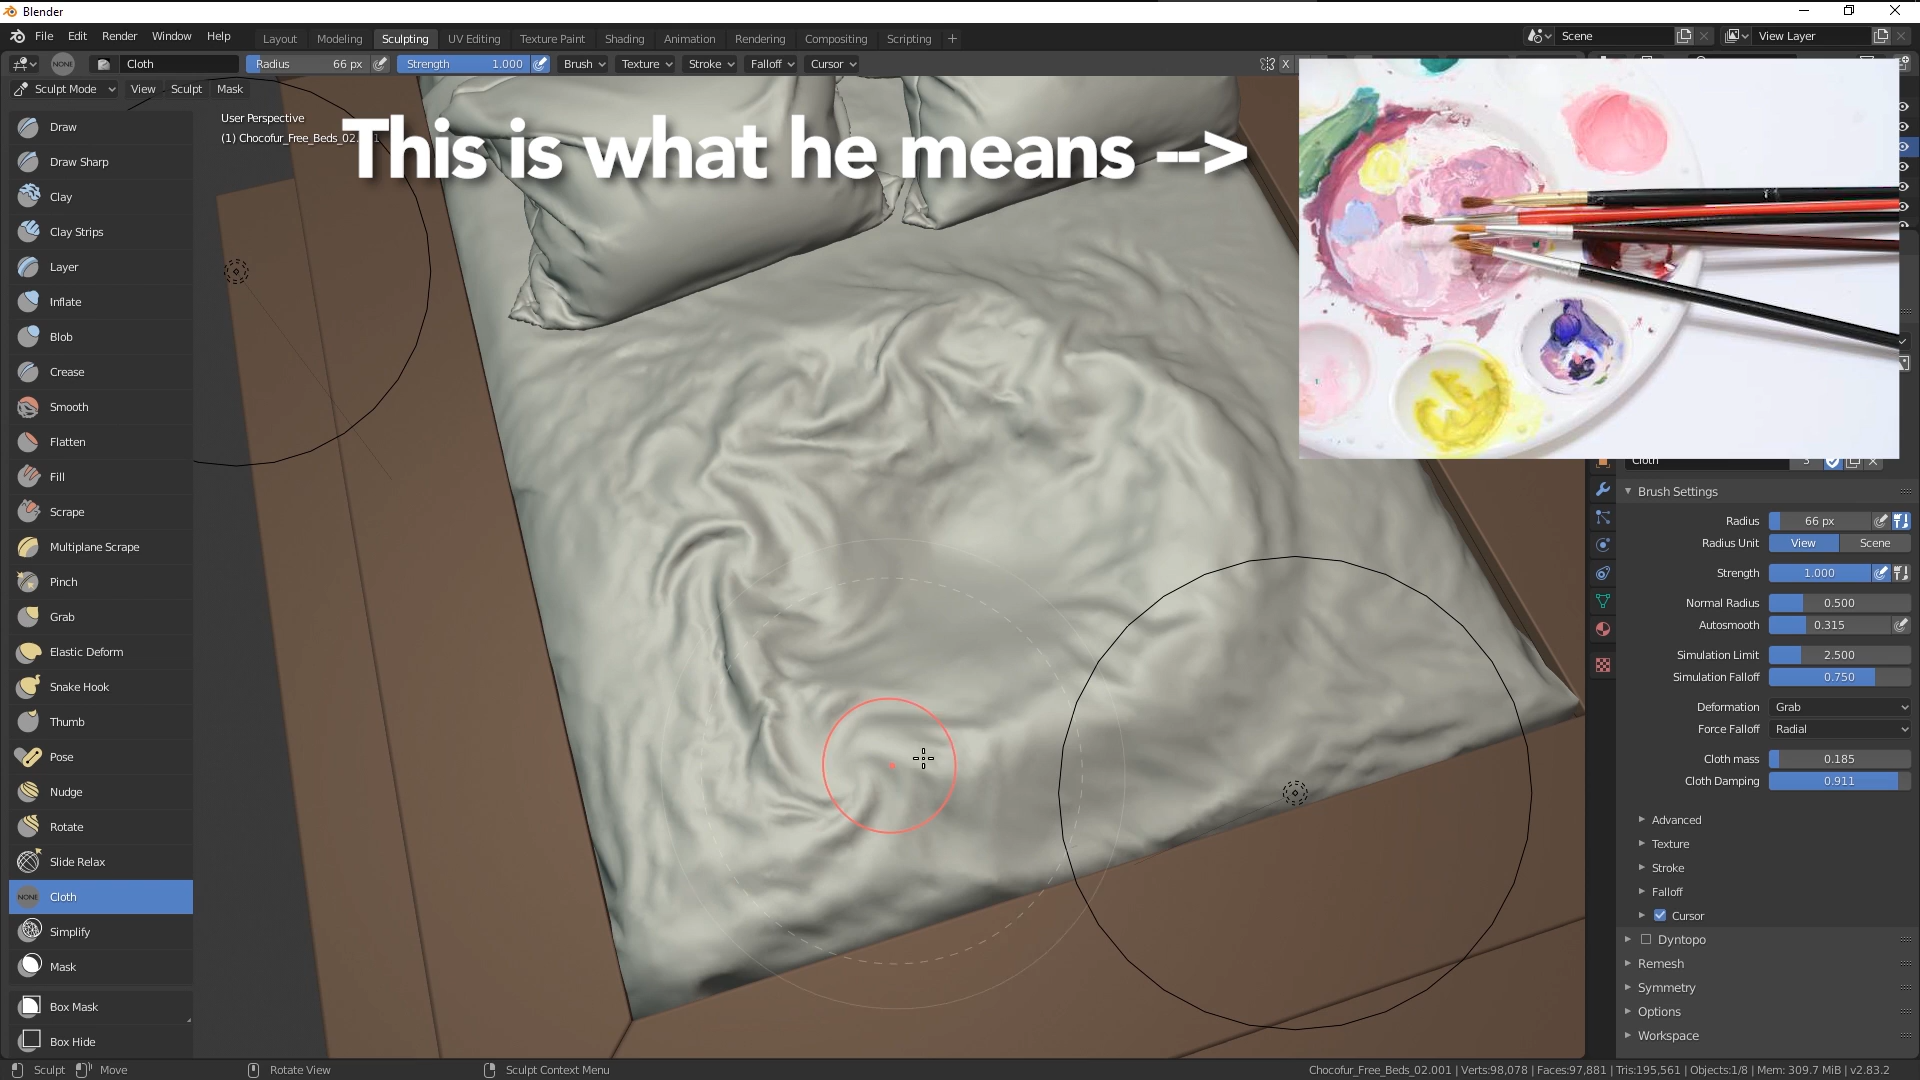 Blender
File Edit Render Window Help
Layout Modeling Sculpting UV Editing Texture Paint Shading Animation Rendering Compositing Scripting +
Scene
View Layer
NONE Cloth Radius 66 px Strength 1.000 Brush Texture Stroke Falloff Cursor
X
Sculpt Mode View Sculpt Mask
User Perspective
(1) Chocofur_Free_Beds_02.
This is what he means -->
Draw
Draw Sharp
Clay
Clay Strips
Layer
Inflate
Blob
Crease
Smooth
Flatten
Fill
Scrape
Multiplane Scrape
Pinch
Grab
Elastic Deform
Snake Hook
Thumb
Pose
Nudge
Rotate
Slide Relax
NONE Cloth
Simplify
Mask
Box Mask
Box Hide
Cloth 3
Brush Settings
Radius 66 px
Radius Unit View Scene
Strength 1.000
Normal Radius 0.500
Autosmooth 0.315
Simulation Limit 2.500
Simulation Falloff 0.750
Deformation Grab
Force Falloff Radial
Cloth mass 0.185
Cloth Damping 0.911
Advanced
Texture
Stroke
Falloff
Cursor
Dyntopo
Remesh
Symmetry
Options
Workspace
Sculpt Move Rotate View Sculpt Context Menu
Chocofur_Free_Beds_02.001 | Verts:98,078 | Faces:97,881 | Tris:195,561 | Objects:1/8 | Mem: 309.7 MiB | v2.83.2